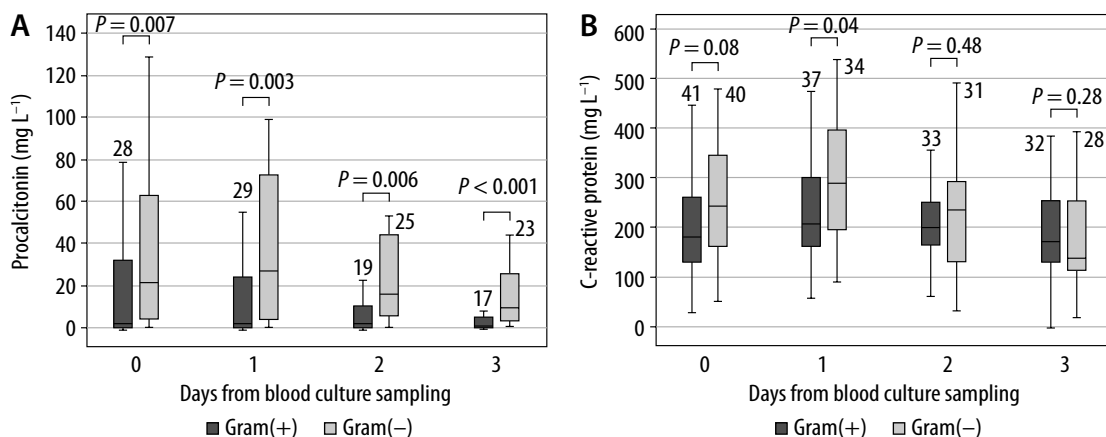 A
Procalcitonin (mg L⁻¹)
140
120
100
80
60
40
20
0
P = 0.007
P = 0.003
P = 0.006
P < 0.001
28
29
19
25
17
23
0 1 2 3
Days from blood culture sampling
Gram(+) Gram(−)
B
C-reactive protein (mg L⁻¹)
600
500
400
300
200
100
0
P = 0.08
P = 0.04
P = 0.48
P = 0.28
41
40
37
34
33
31
32
28
0 1 2 3
Days from blood culture sampling
Gram(+) Gram(−)